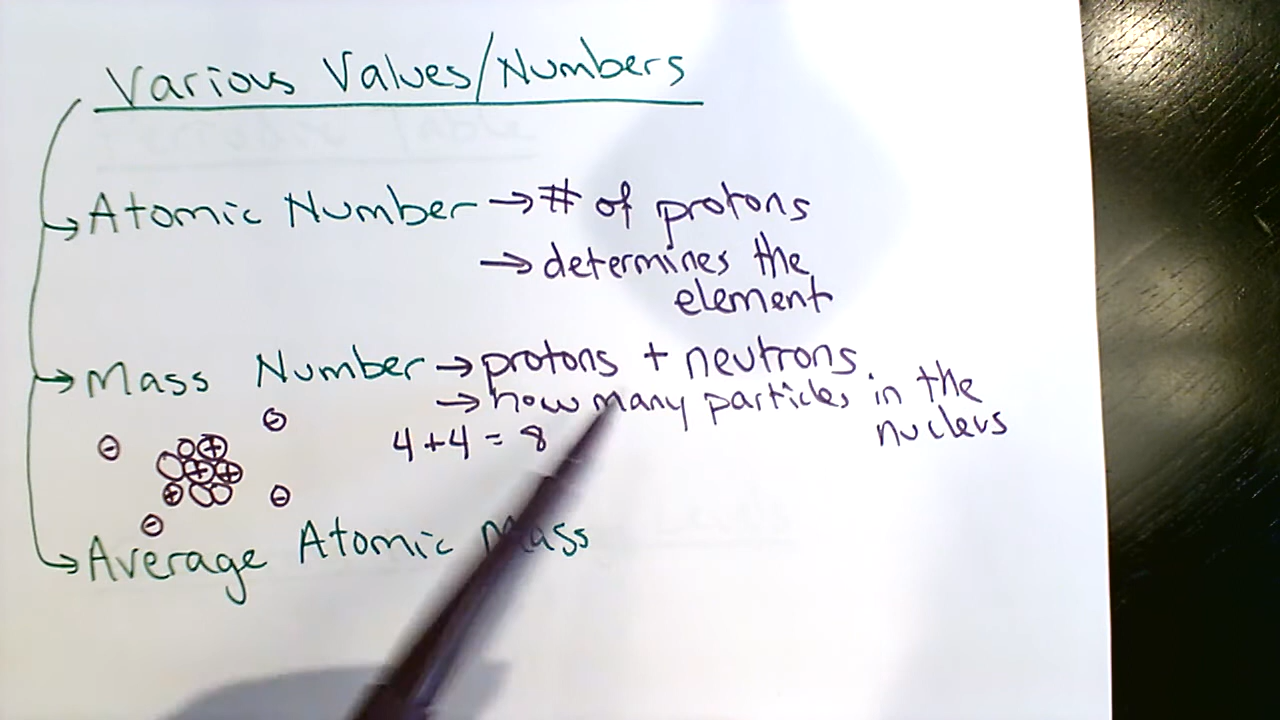 Various Values/Numbers
Atomic Number → # of protons
→ determines the
element
Mass Number → protons + neutrons.
→ how many particles in the
nucleus
4+4 = 8
Average Atomic Mass